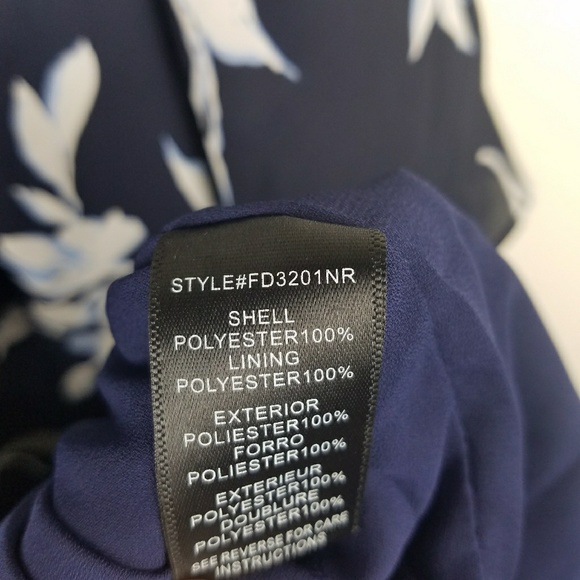 STYLE#FD3201NR
SHELL
POLYESTER100%
LINING
POLYESTER100%
EXTERIOR
POLIESTER100%
FORRO
POLIESTER100%
EXTERIEUR
POLYESTER100%
DOUBLURE
POLYESTER100%
SEE REVERSE FOR CARE
INSTRUCTIONS